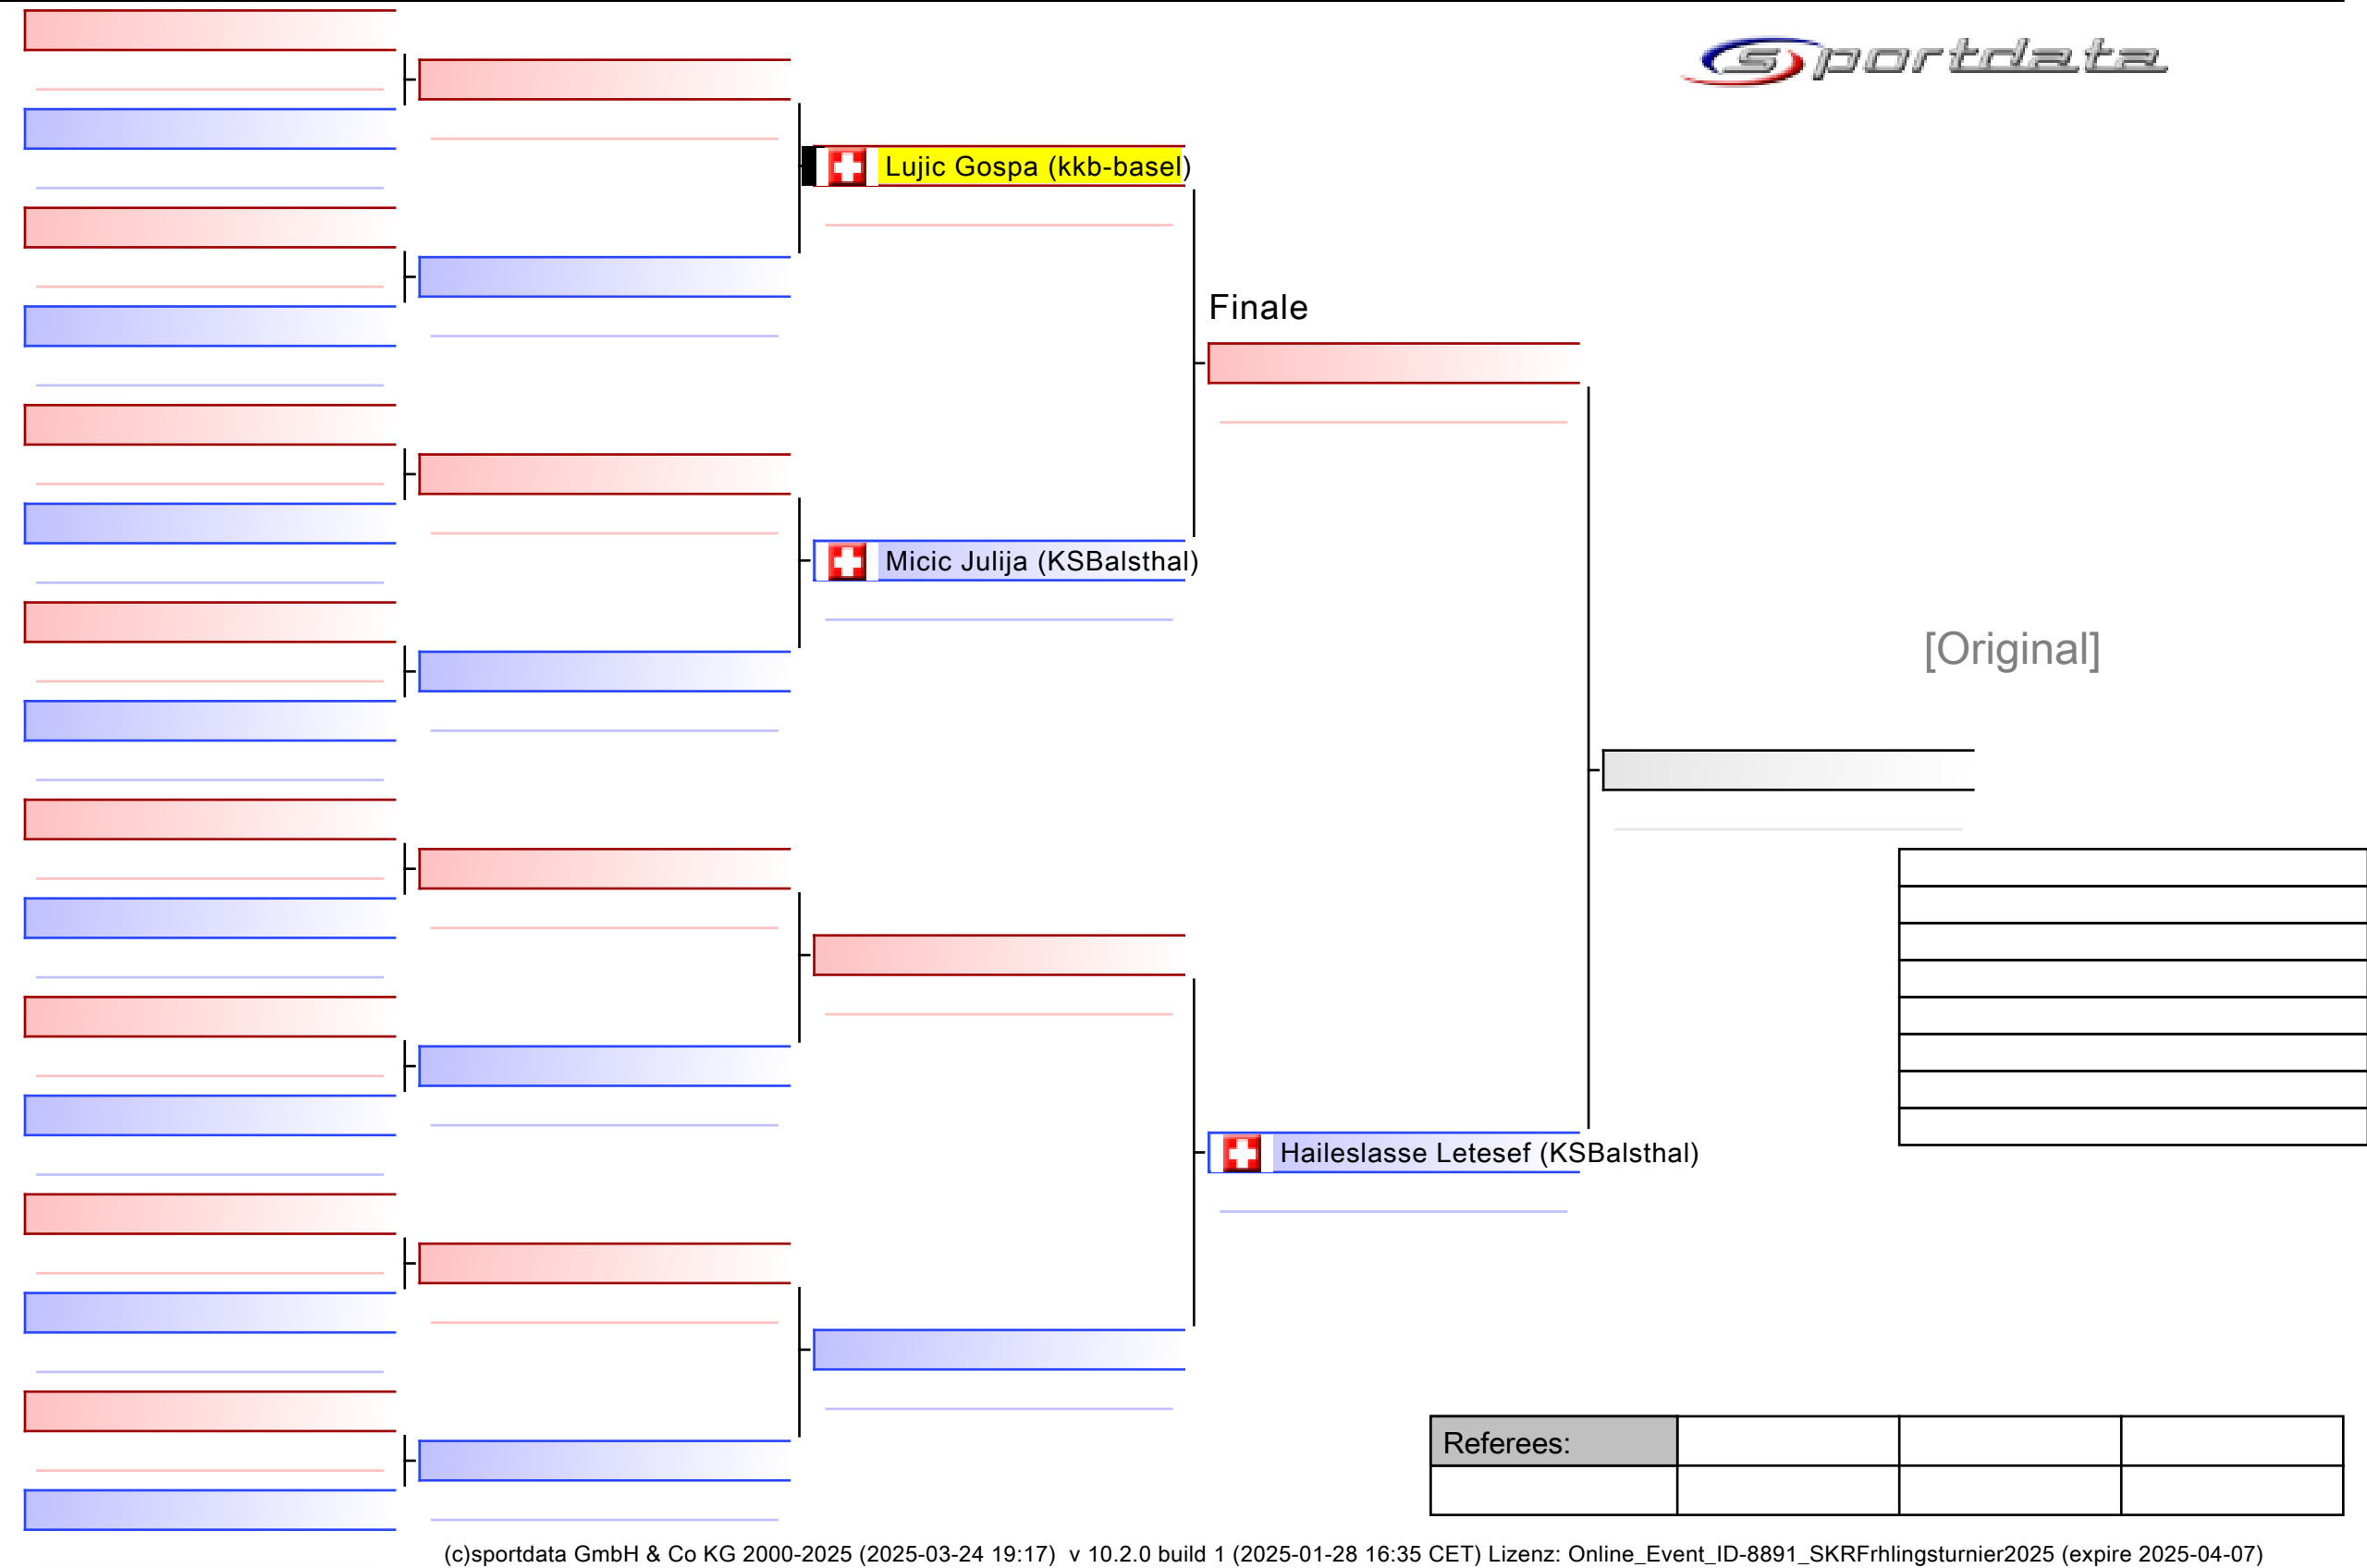 sportdata
Lujic Gospa (kkb-basel)
Finale
Micic Julija (KSBalsthal)
[Original]
Haileslasse Letesef (KSBalsthal)
Referees:
(c)sportdata GmbH & Co KG 2000-2025 (2025-03-24 19:17) v 10.2.0 build 1 (2025-01-28 16:35 CET) Lizenz: Online_Event_ID-8891_SKRFrhlingsturnier2025 (expire 2025-04-07)